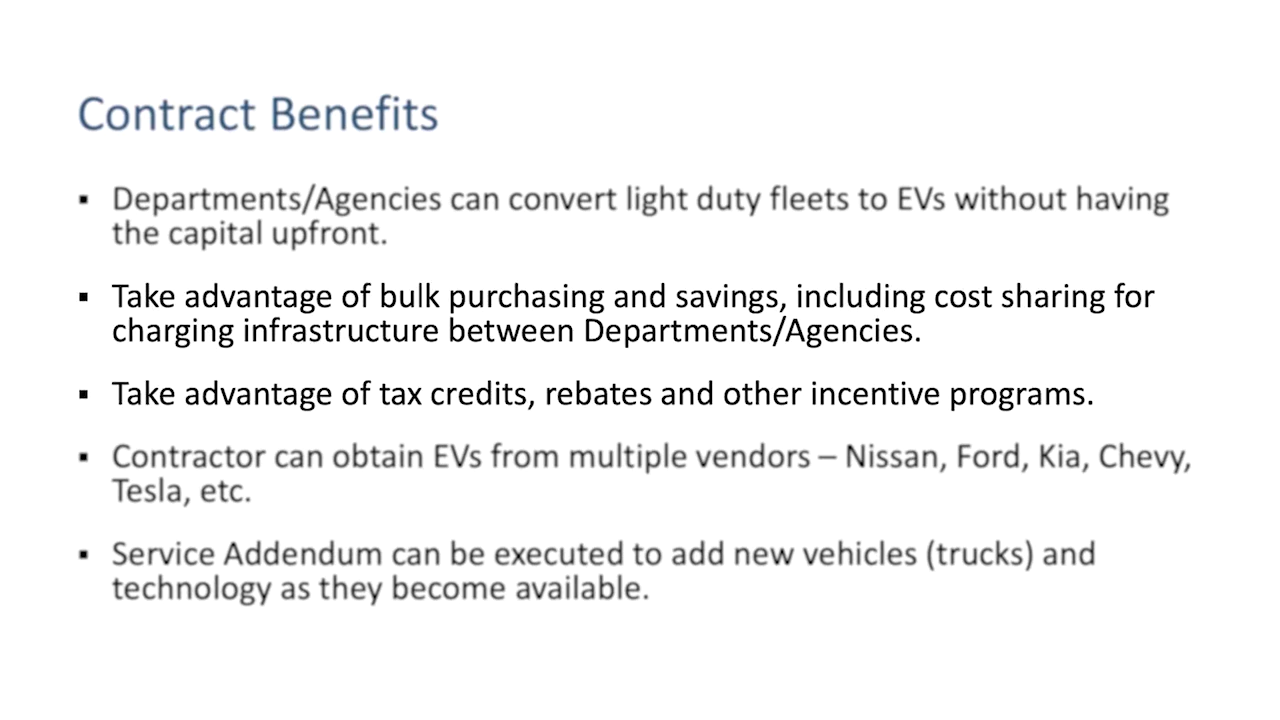 Contract Benefits
▪ Departments/Agencies can convert light duty fleets to EVs without having
the capital upfront.
▪ Take advantage of bulk purchasing and savings, including cost sharing for
charging infrastructure between Departments/Agencies.
▪ Take advantage of tax credits, rebates and other incentive programs.
▪ Contractor can obtain EVs from multiple vendors – Nissan, Ford, Kia, Chevy,
Tesla, etc.
▪ Service Addendum can be executed to add new vehicles (trucks) and
technology as they become available.